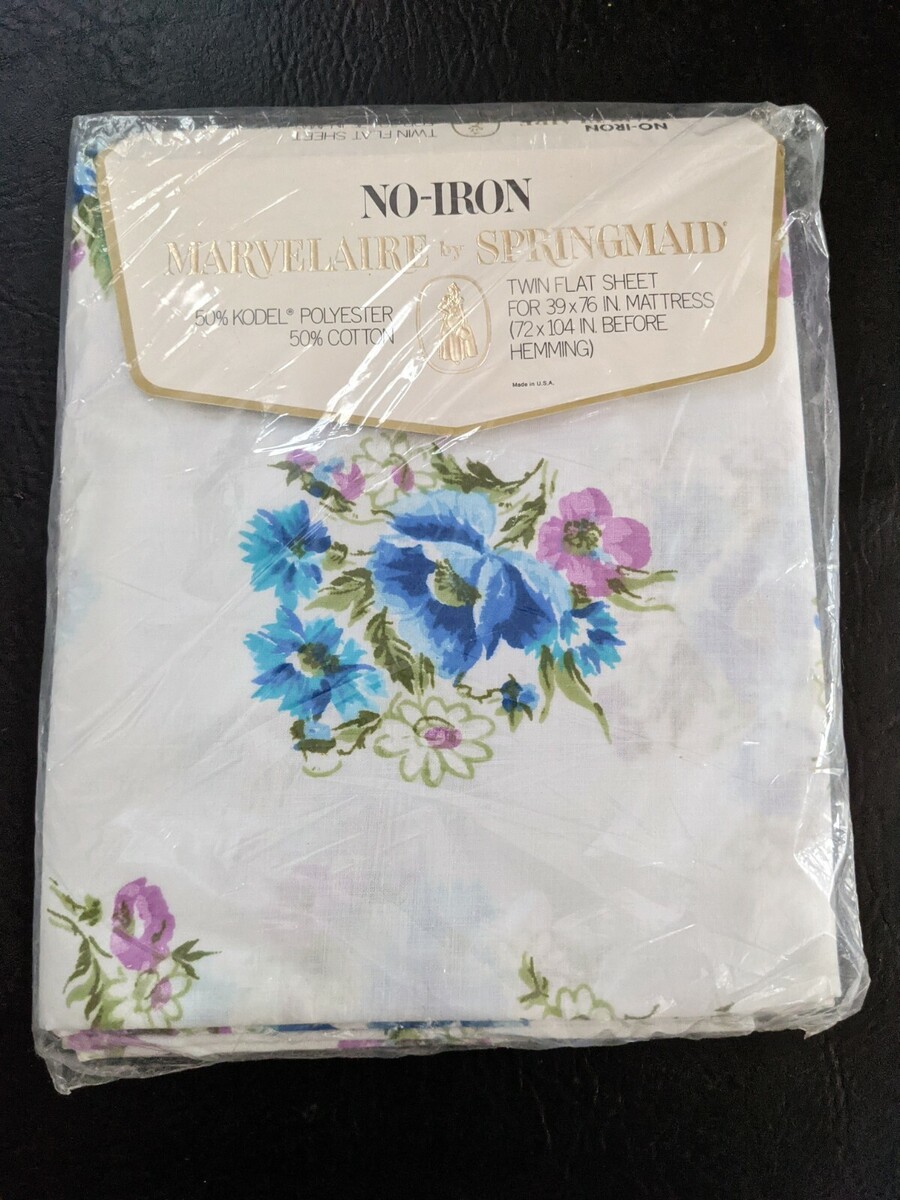 NO-IRON
TWIN FLAT SHEET
NO-IRON
MARVELAIRE by SPRINGMAID®
50% KODEL® POLYESTER
50% COTTON
TWIN FLAT SHEET
FOR 39 x 76 IN. MATTRESS
(72 x 104 IN. BEFORE
HEMMING)
Made in U.S.A.